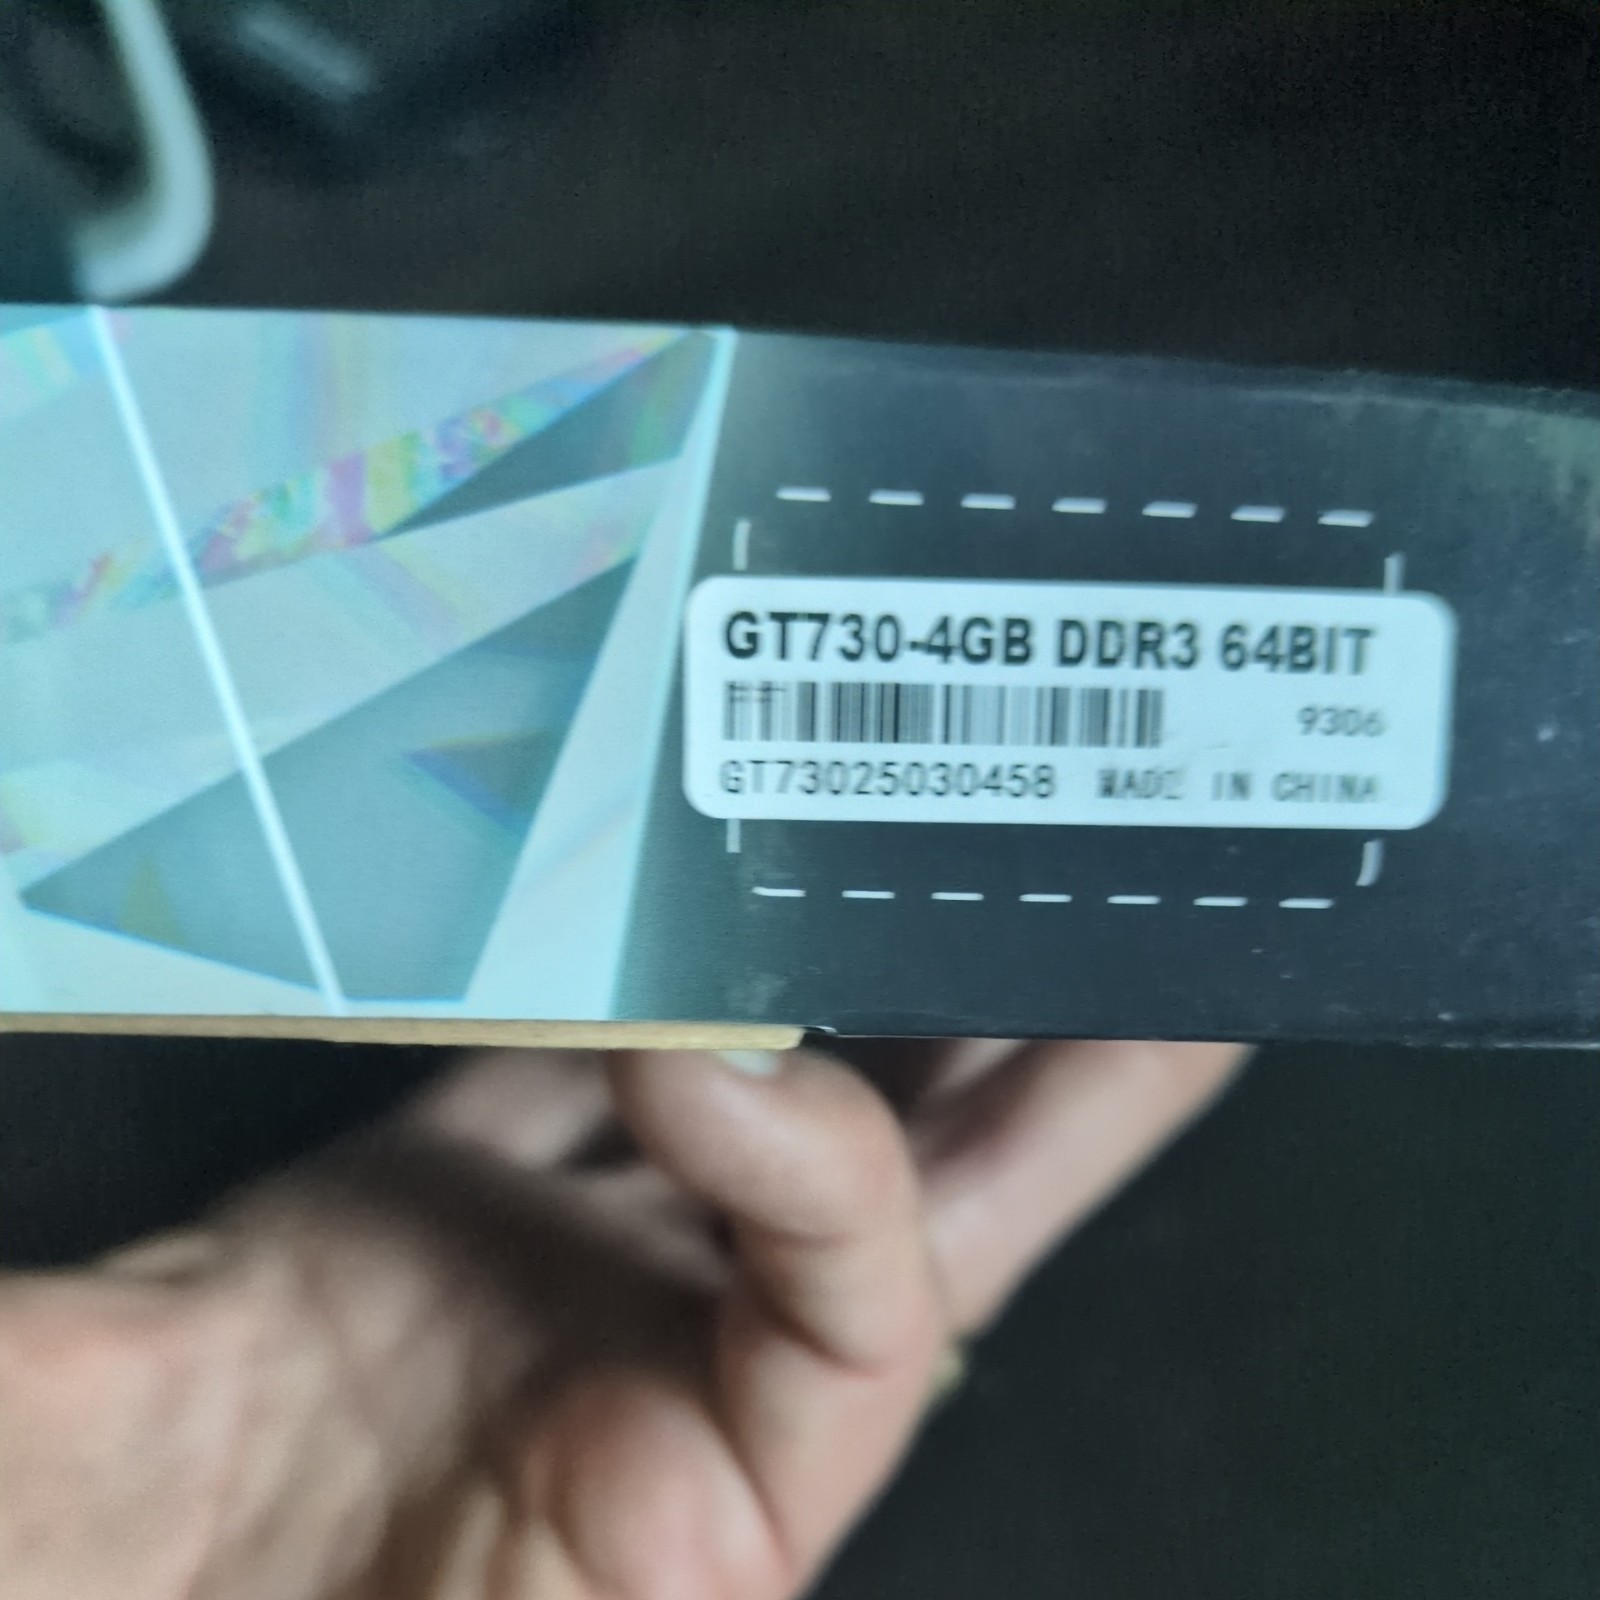 GT730-4GB DDR3 64BIT
9306
GT73025030458 MADE IN CHINA